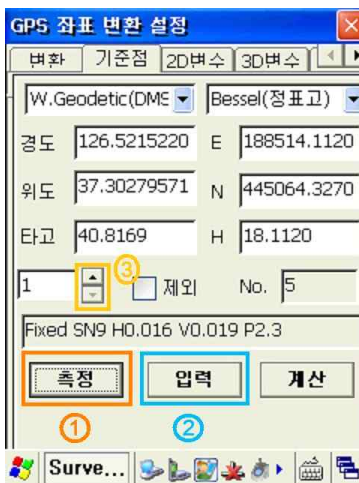 GPS 좌표 변환 설정
변환 기준점 2D변수 3D변수
W.Geodetic(DMS Bessel(정표고)
경도 126.5215220 E 188514.1120
위도 37.30279571 N 445064.3270
타고 40.8169 H 18.1120
1 ③ 제외 No. 5
Fixed SN9 H0.016 V0.019 P2.3
측정 입력 계산
① ②
Surve...